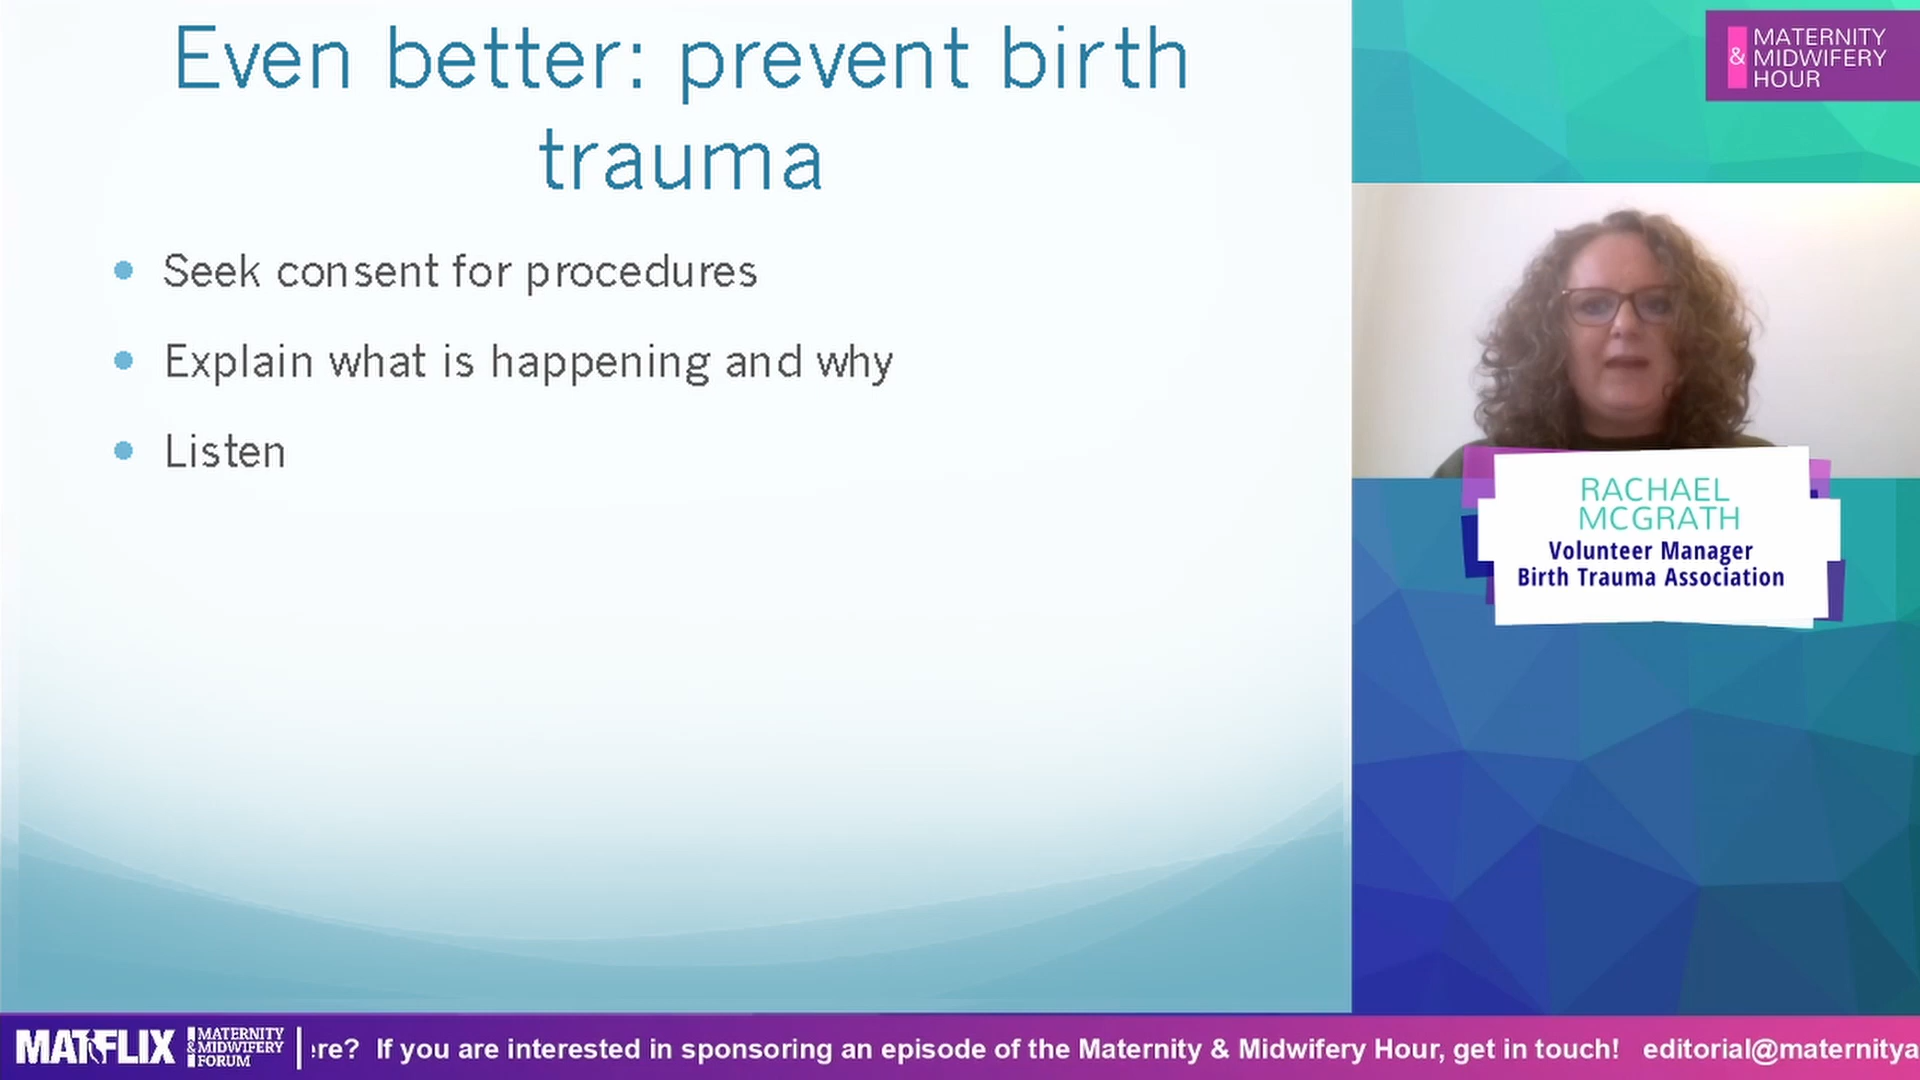 Even better: prevent birth
trauma
Seek consent for procedures
Explain what is happening and why
Listen
MATERNITY
& MIDWIFERY
HOUR
RACHAEL
MCGRATH
Volunteer Manager
Birth Trauma Association
MATFLIX
MATERNITY
& MIDWIFERY
FORUM
If you are interested in sponsoring an episode of the Maternity & Midwifery Hour, get in touch!